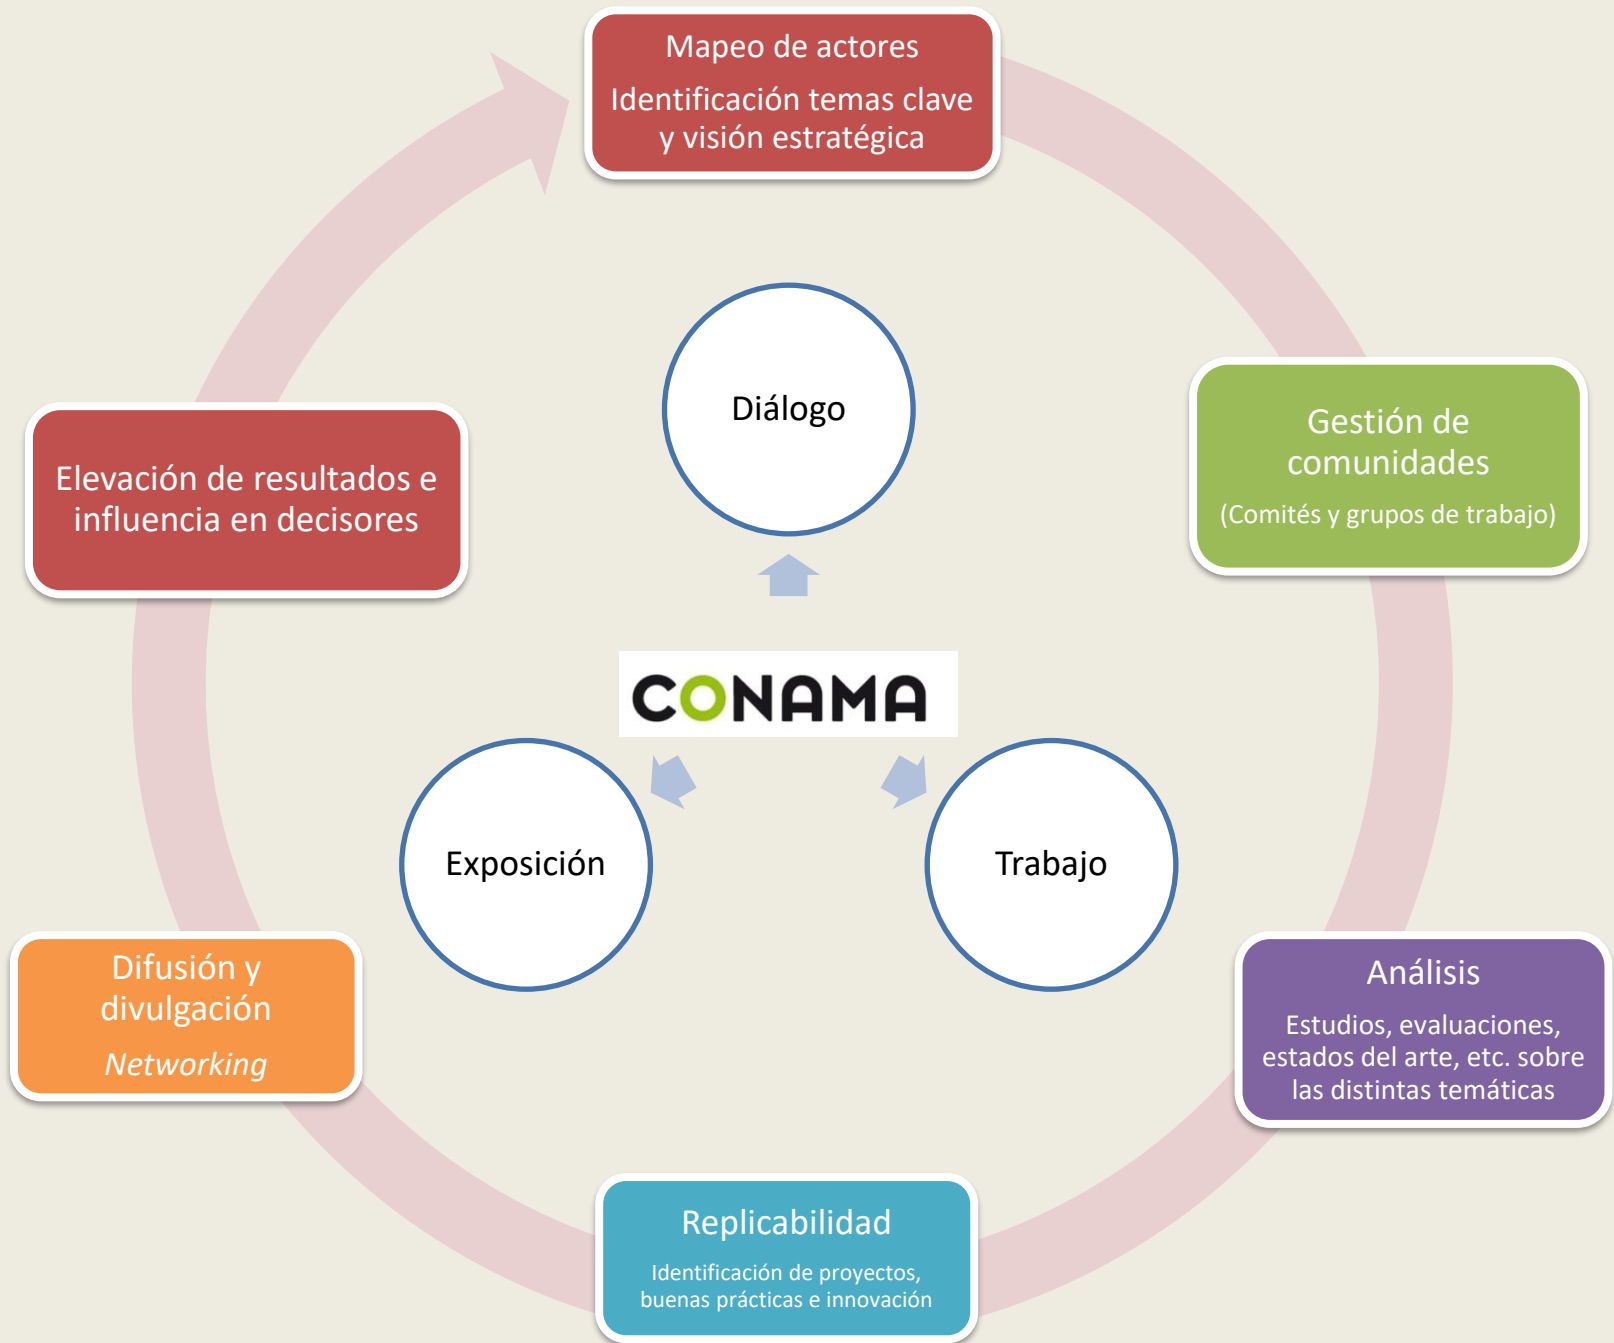 Mapeo de actores
Identificación temas clave
y visión estratégica
Gestión de
comunidades
(Comités y grupos de trabajo)
Análisis
Estudios, evaluaciones,
estados del arte, etc. sobre
las distintas temáticas
Replicabilidad
Identificación de proyectos,
buenas prácticas e innovación
Difusión y
divulgación
Networking
Elevación de resultados e
influencia en decisores
Diálogo
CONAMA
Exposición
Trabajo